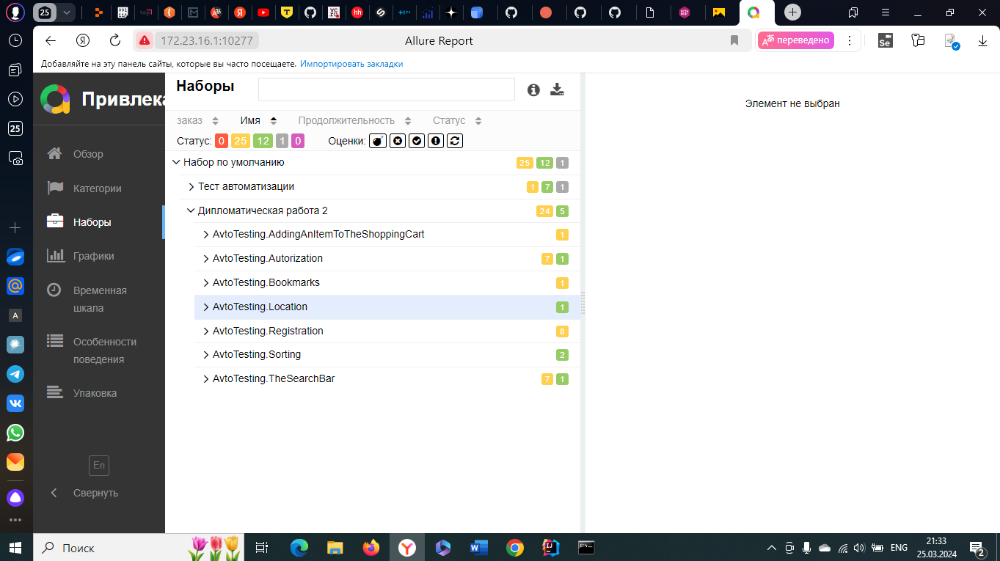 25
172.23.16.1:10277
Allure Report
переведено
Добавляйте на эту панель сайты, которые вы часто посещаете. Импортировать закладки
25
Привлека
Обзор
Категории
Наборы
Графики
Временная
шкала
Особенности
поведения
Упаковка
En
Свернуть
Наборы
заказ Имя Продолжительность Статус
Статус: 0 25 12 1 0 Оценки:
Набор по умолчанию 25 12 1
Тест автоматизации 1 7 1
Дипломатическая работа 2 24 5
AvtoTesting.AddingAnItemToTheShoppingCart 1
AvtoTesting.Autorization 7 1
AvtoTesting.Bookmarks 1
AvtoTesting.Location 1
AvtoTesting.Registration 8
AvtoTesting.Sorting 2
AvtoTesting.TheSearchBar 7 1
Элемент не выбран
Поиск
ENG
21:33
25.03.2024
2